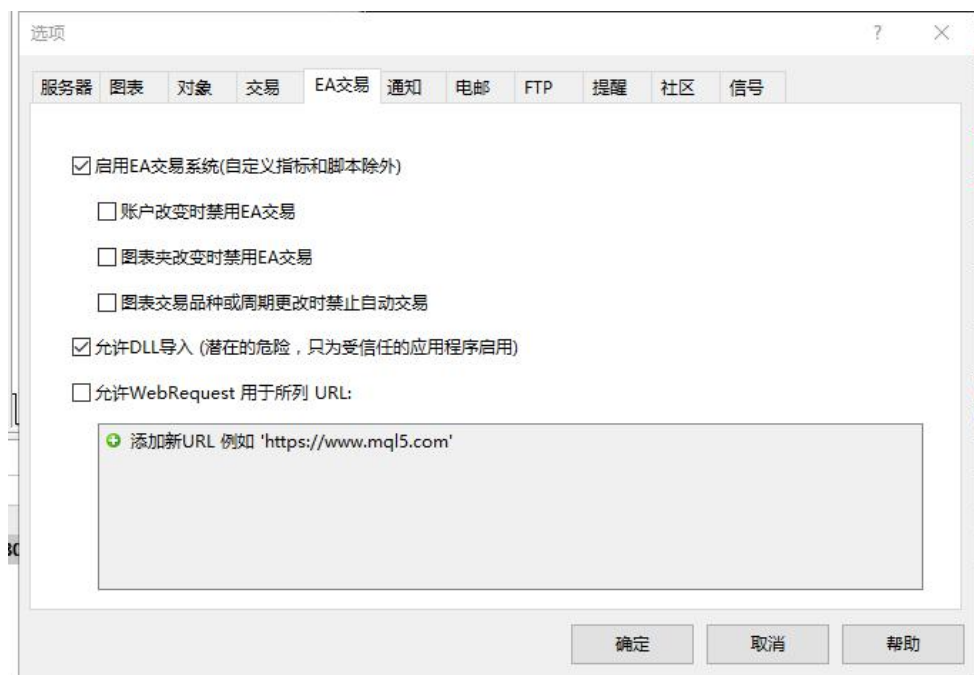 选项
服务器 图表 对象 交易 EA交易 通知 电邮 FTP 提醒 社区 信号
启用EA交易系统(自定义指标和脚本除外)
账户改变时禁用EA交易
图表夹改变时禁用EA交易
图表交易品种或周期更改时禁止自动交易
允许DLL导入 (潜在的危险，只为受信任的应用程序启用)
允许WebRequest 用于所列 URL:
添加新URL 例如 'https://www.mql5.com'
确定 取消 帮助